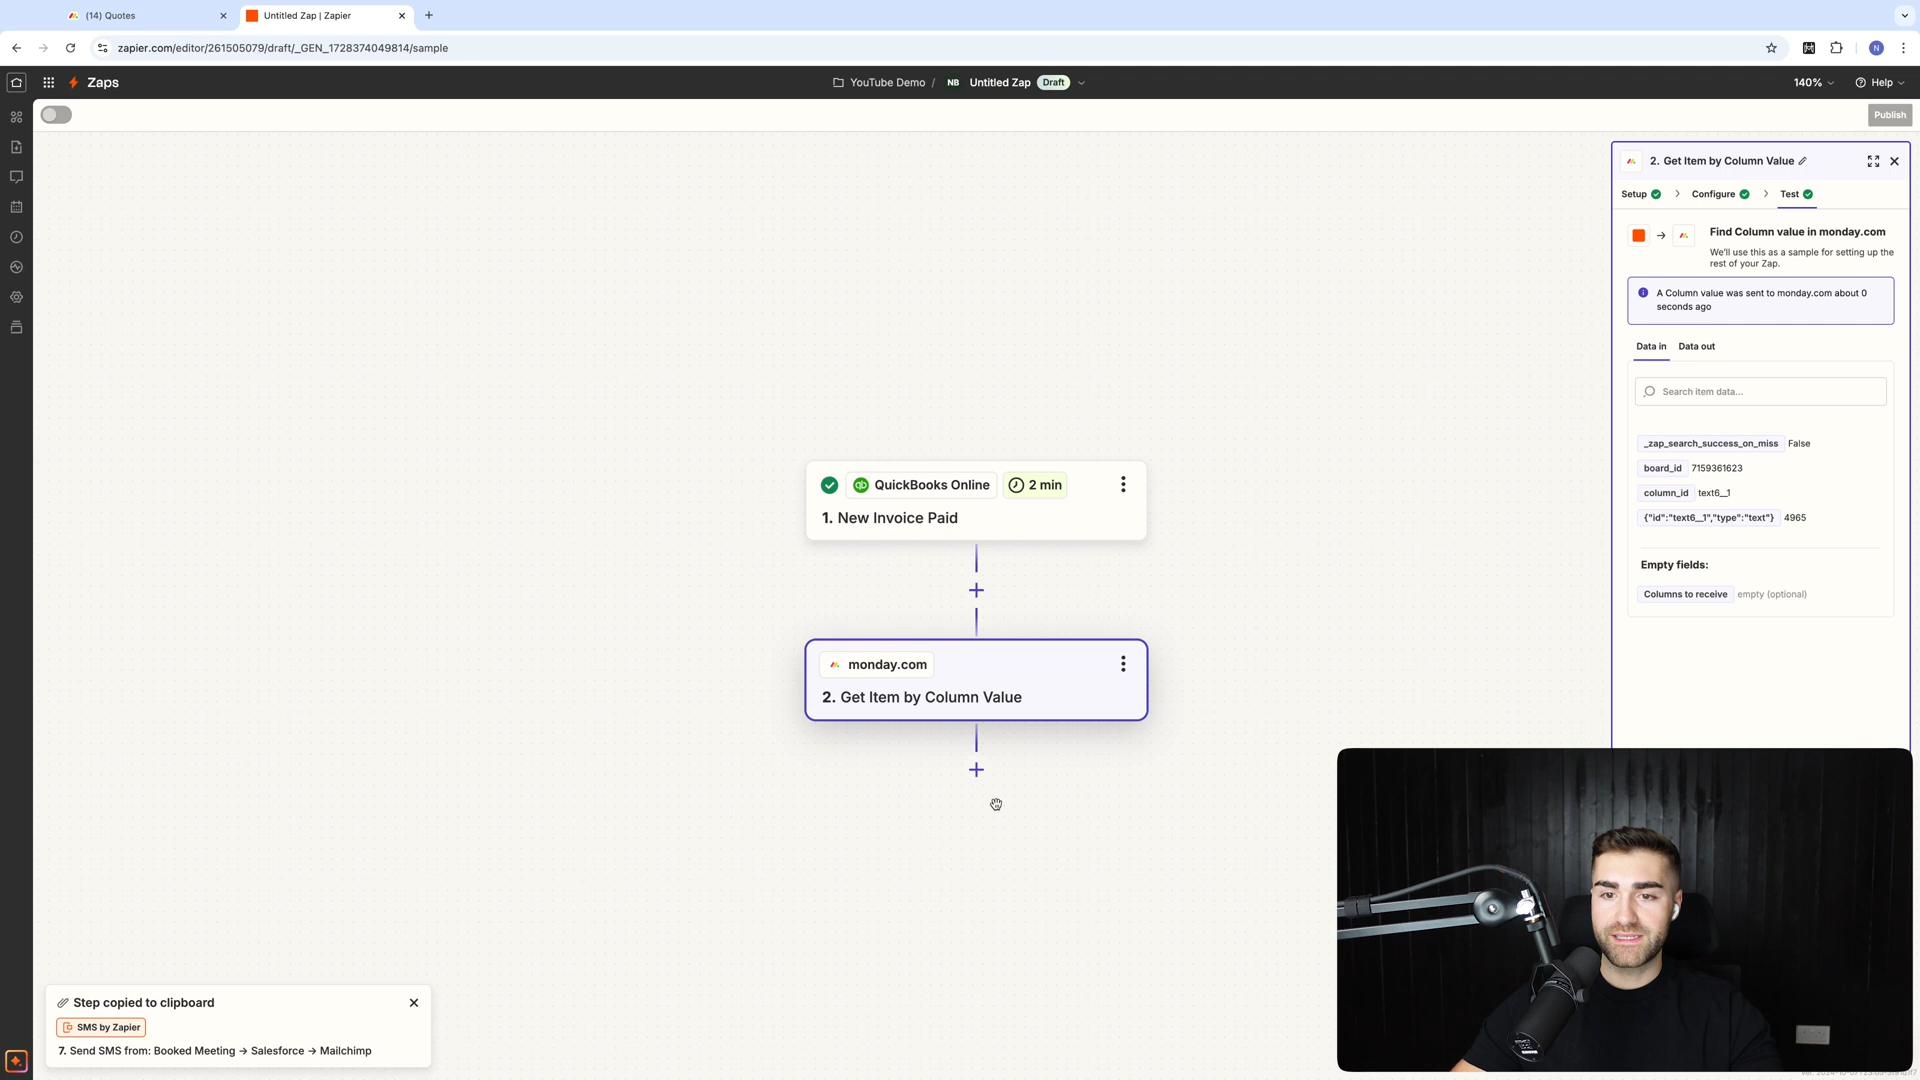 (14) Quotes
Untitled Zap | Zapier
zapier.com/editor/261505079/draft/_GEN_1728374049814/sample
N
Zaps
YouTube Demo / NB Untitled Zap Draft
140%
Help
Publish
2. Get Item by Column Value
Setup
Configure
Test
Find Column value in monday.com
We'll use this as a sample for setting up the
rest of your Zap.
A Column value was sent to monday.com about 0
seconds ago
Data in
Data out
Search item data...
_zap_search_success_on_miss False
board_id 7159361623
column_id text6__1
{"id":"text6__1","type":"text"} 4965
Empty fields:
Columns to receive empty (optional)
QuickBooks Online
2 min
1. New Invoice Paid
monday.com
2. Get Item by Column Value
Step copied to clipboard
SMS by Zapier
7. Send SMS from: Booked Meeting → Salesforce → Mailchimp